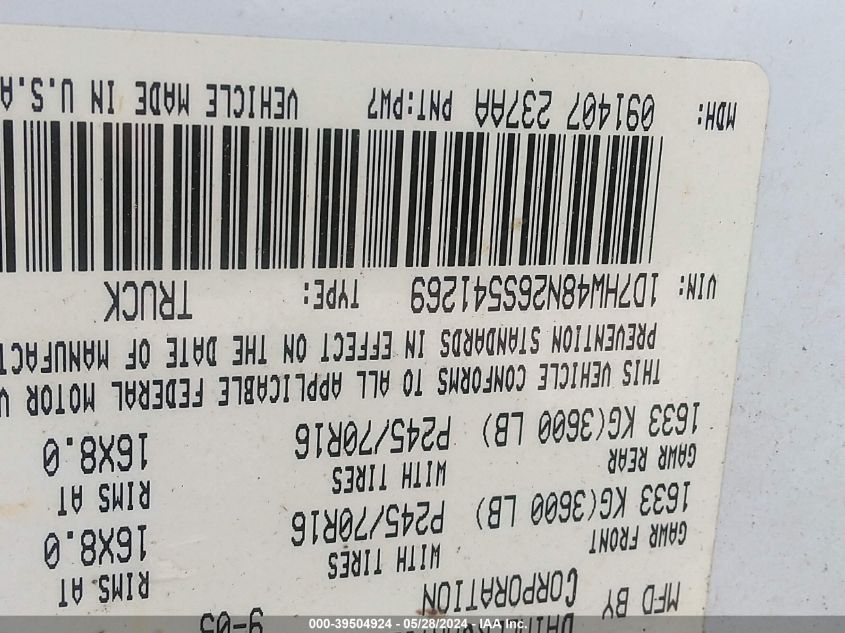 MFD BY
CORPORATION
9-05
GAWR FRONT WITH TIRES RIMS AT
1633 KG(3600 LB) P245/70R16 16X8.0
GAWR REAR WITH TIRES RIMS AT
1633 KG(3600 LB) P245/70R16 16X8.0
THIS VEHICLE CONFORMS TO ALL APPLICABLE FEDERAL MOTOR V
PREVENTION STANDARDS IN EFFECT ON THE DATE OF MANUFACT
VIN: 1D7HW48N26S541269 TYPE: TRUCK
MDH: 091407 237AA PNT:PW7 VEHICLE MADE IN U.S.A
000-39504924 / 05/28/2024 - IAA Inc.